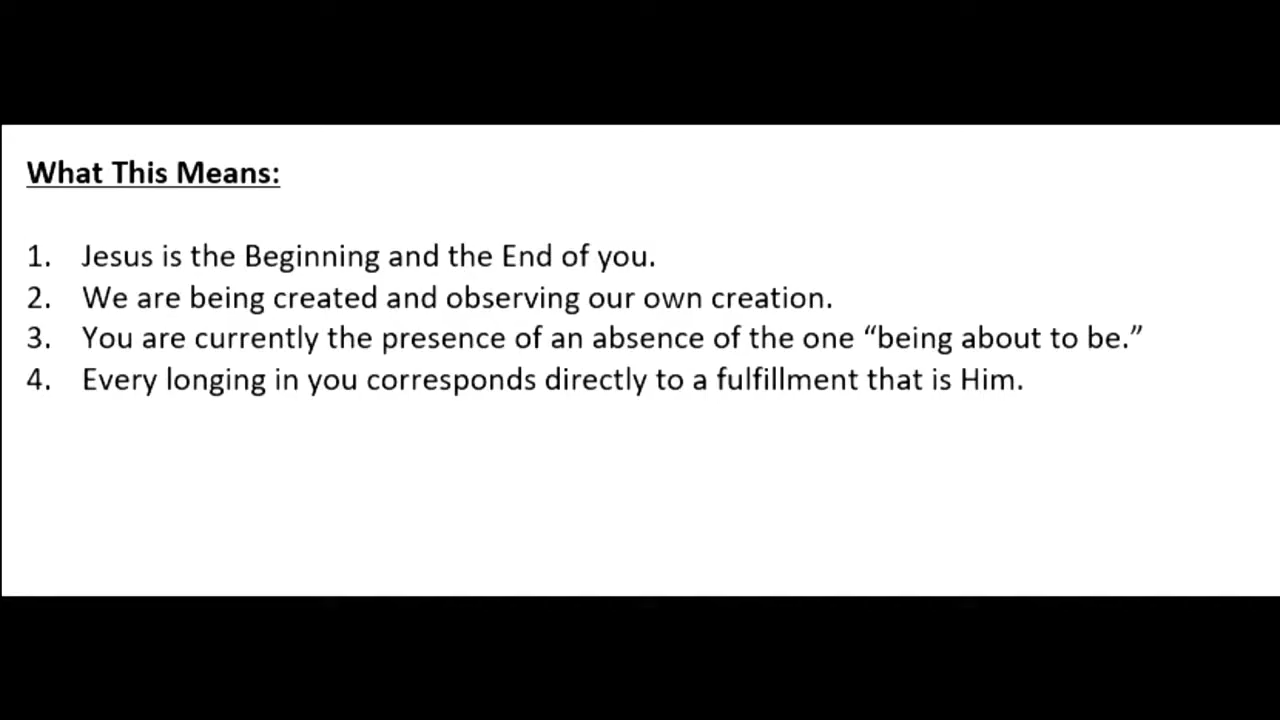 What This Means:
1. Jesus is the Beginning and the End of you.
2. We are being created and observing our own creation.
3. You are currently the presence of an absence of the one “being about to be.”
4. Every longing in you corresponds directly to a fulfillment that is Him.